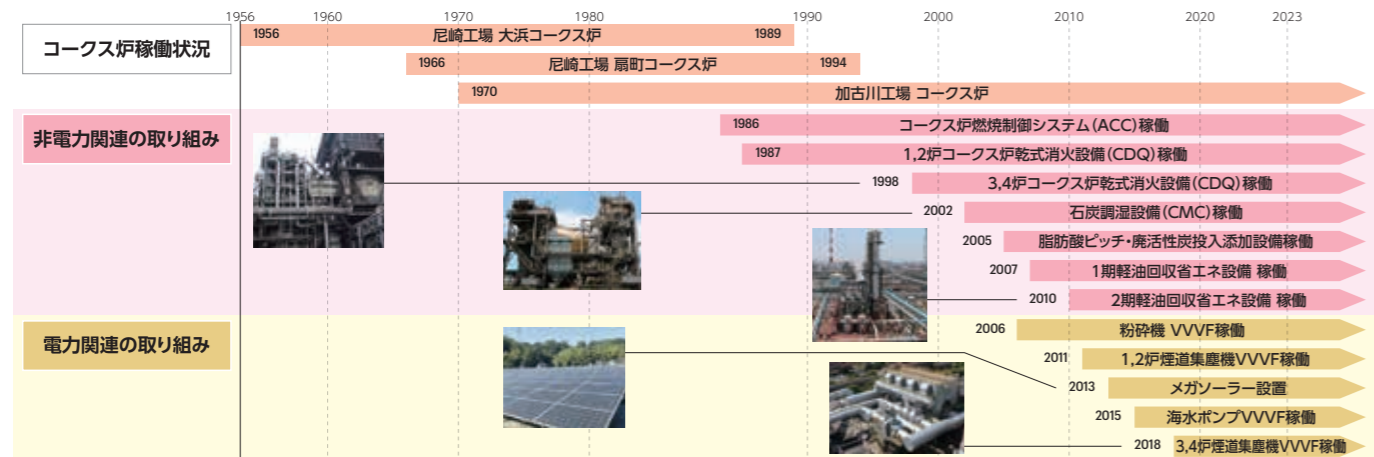 1956 1960 1970 1980 1990 2000 2010 2020 2023
コークス炉稼働状況
1956 尼崎工場 大浜コークス炉 1989
1966 尼崎工場 扇町コークス炉 1994
1970 加古川工場 コークス炉
非電力関連の取り組み
1986 コークス炉燃焼制御システム(ACC)稼働
1987 1,2炉コークス炉乾式消火設備(CDQ)稼働
1998 3,4炉コークス炉乾式消火設備(CDQ)稼働
2002 石炭調湿設備(CMC)稼働
2005 脂肪酸ピッチ・廃活性炭投入添加設備稼働
2007 1期軽油回収省エネ設備 稼働
2010 2期軽油回収省エネ設備 稼働
電力関連の取り組み
2006 粉砕機 VVVF稼働
2011 1,2炉煙道集塵機VVVF稼働
2013 メガソーラー設置
2015 海水ポンプVVVF稼働
2018 3,4炉煙道集塵機VVVF稼働